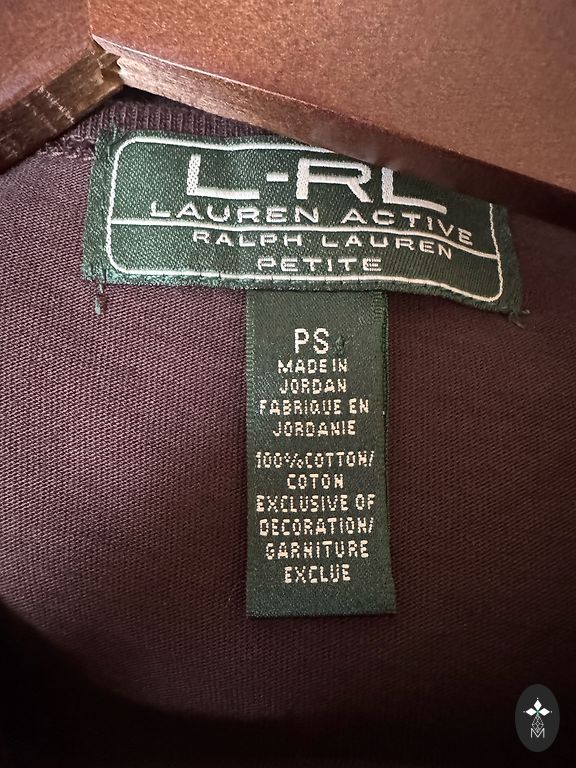 L-RL
LAUREN ACTIVE
RALPH LAUREN
PETITE
PS
MADE IN
JORDAN
FABRIQUE EN
JORDANIE
100%COTTON/
COTON
EXCLUSIVE OF
DECORATION/
GARNITURE
EXCLUE
M